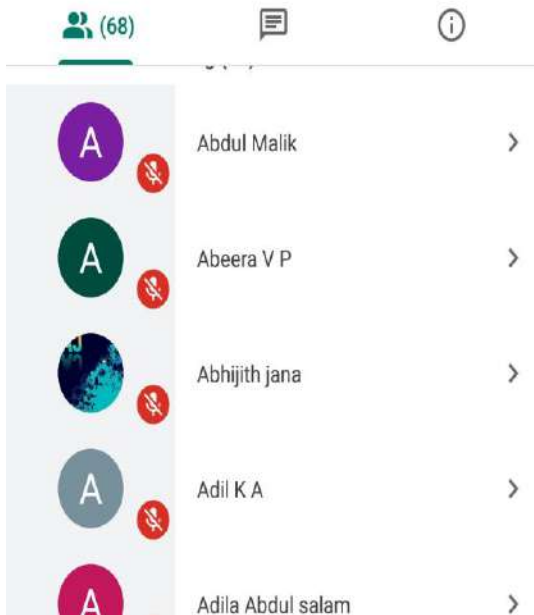 (68)
A
Abdul Malik
A
Abeera V P
Abhijith jana
A
Adil K A
A
Adila Abdul salam